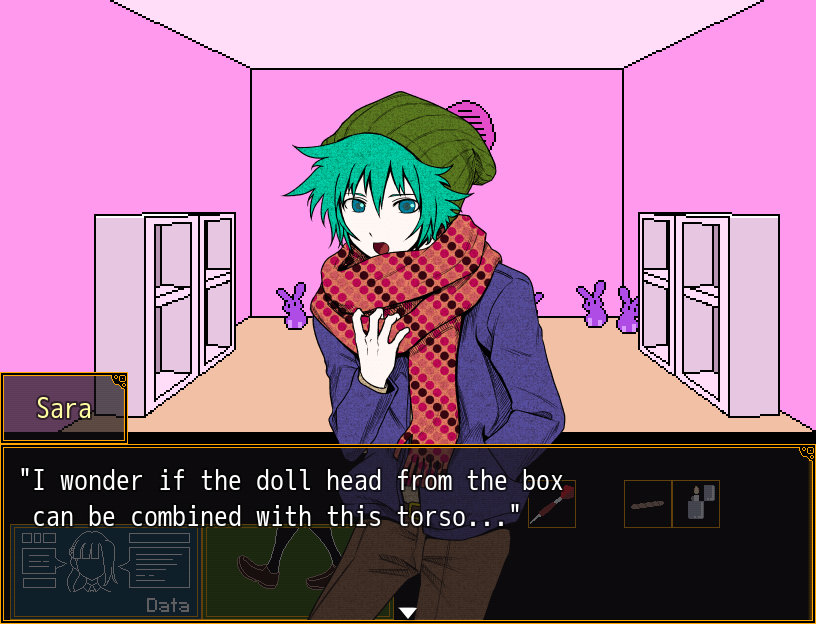 Sara
"I wonder if the doll head from the box
can be combined with this torso..."
Data